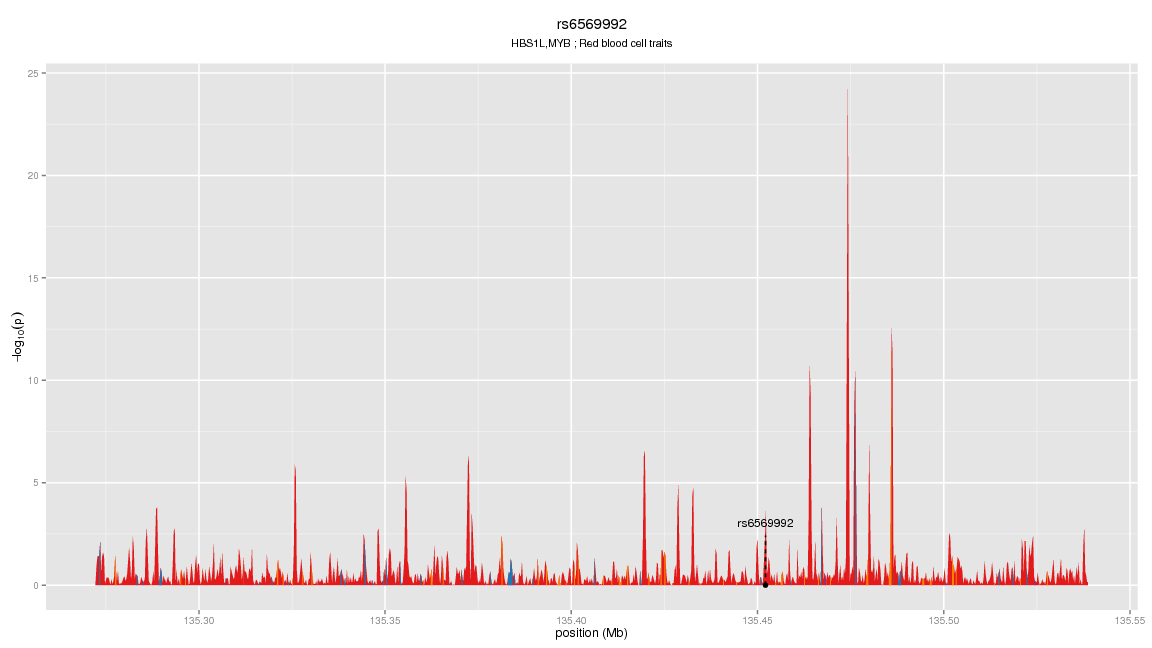 rs6569992
HBS1L,MYB ; Red blood cell traits
25
20
15
10
5
0
−log10(p)
rs6569992
135.30
135.35
135.40
135.45
135.50
135.55
position (Mb)